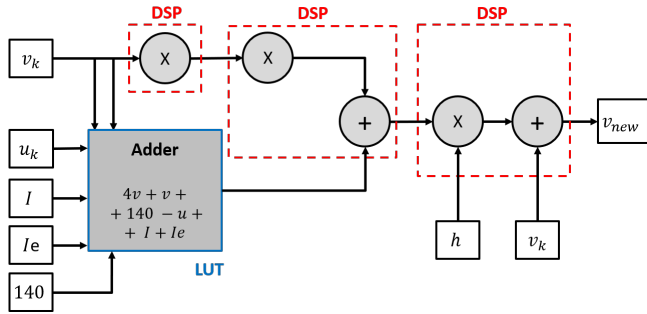 DSP
DSP
DSP
v_k
X
X
u_k
Adder
+
X
+
v_new
I
4v + v +
+ 140 − u +
+ I + Ie
Ie
h
v_k
LUT
140